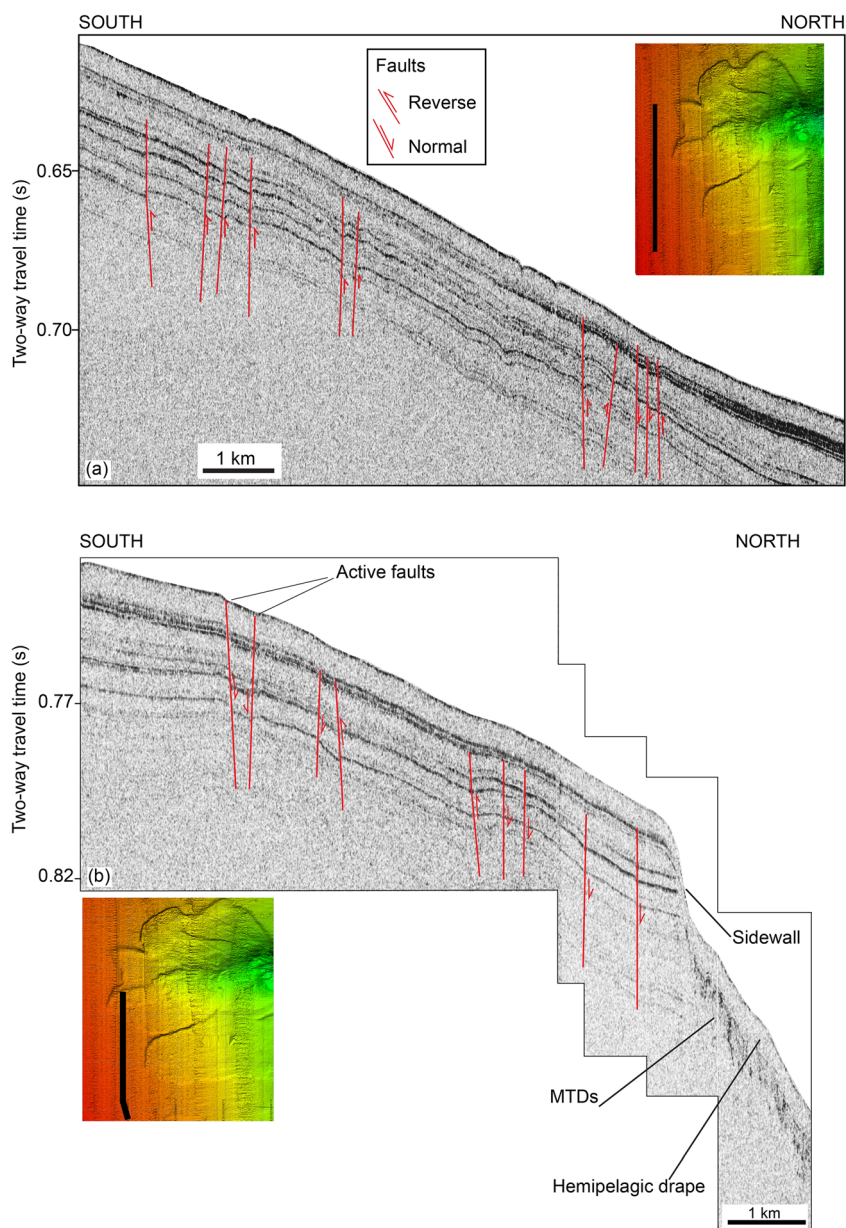 SOUTH NORTH
Faults
Reverse
Normal
0.65
Two-way travel time (s)
0.70
1 km
(a)
SOUTH NORTH
Active faults
Two-way travel time (s)
0.77
0.82
(b)
Sidewall
MTDs
Hemipelagic drape
1 km